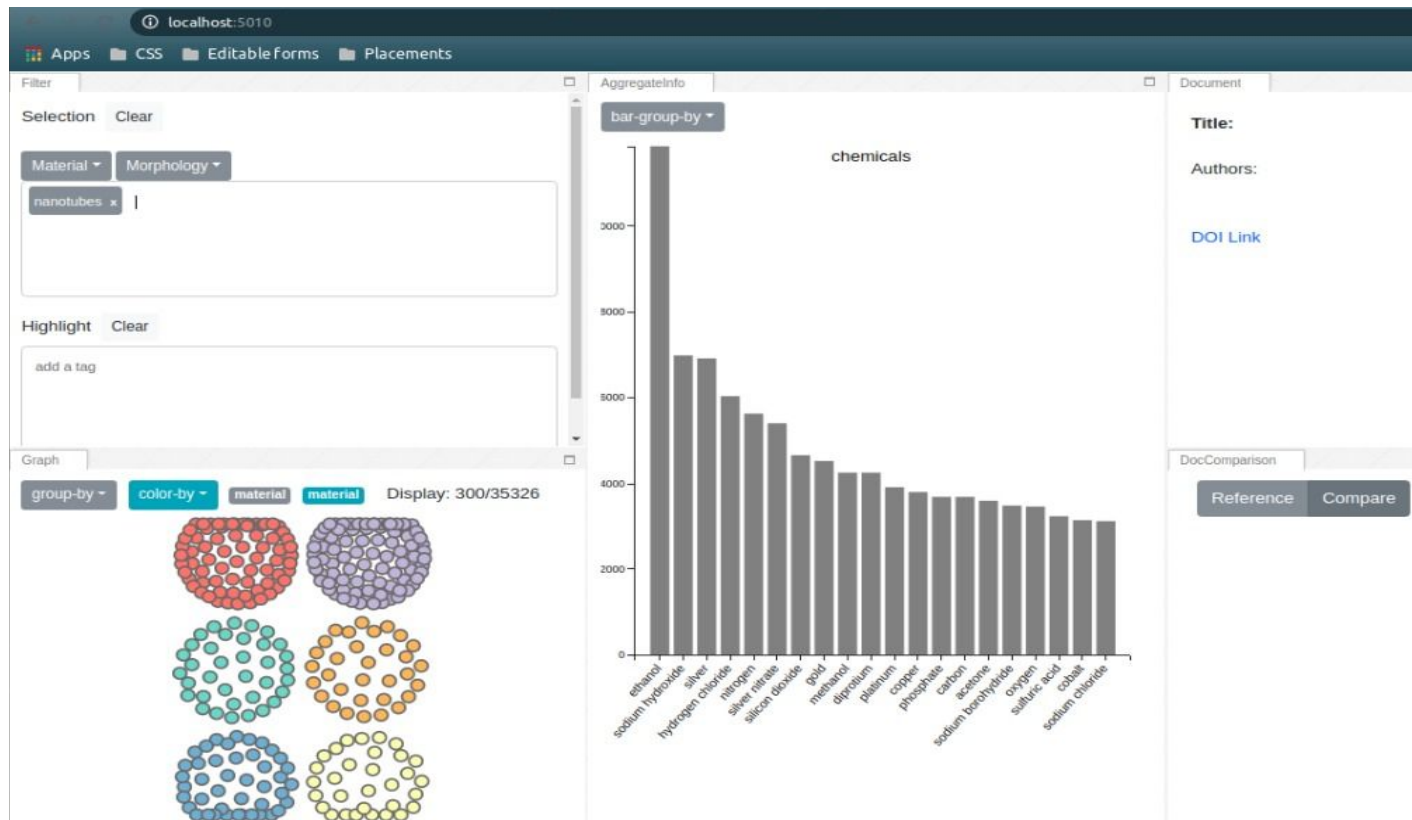 localhost:5010
Apps CSS Editable forms Placements
Filter
Selection Clear
Material Morphology
nanotubes x
Highlight Clear
add a tag
Graph
group-by color-by material material Display: 300/35326
AggregateInfo
bar-group-by
chemicals
8000
6000
4000
2000
0
ethanol
sodium hydroxide
silver
hydrogen chloride
nitrogen
silver nitrate
silicon dioxide
gold
methanol
diprotium
platinum
copper
phosphate
carbon
acetone
sodium borohydride
oxygen
sulfuric acid
cobalt
sodium chloride
Document
Title:
Authors:
DOI Link
DocComparison
Reference Compare